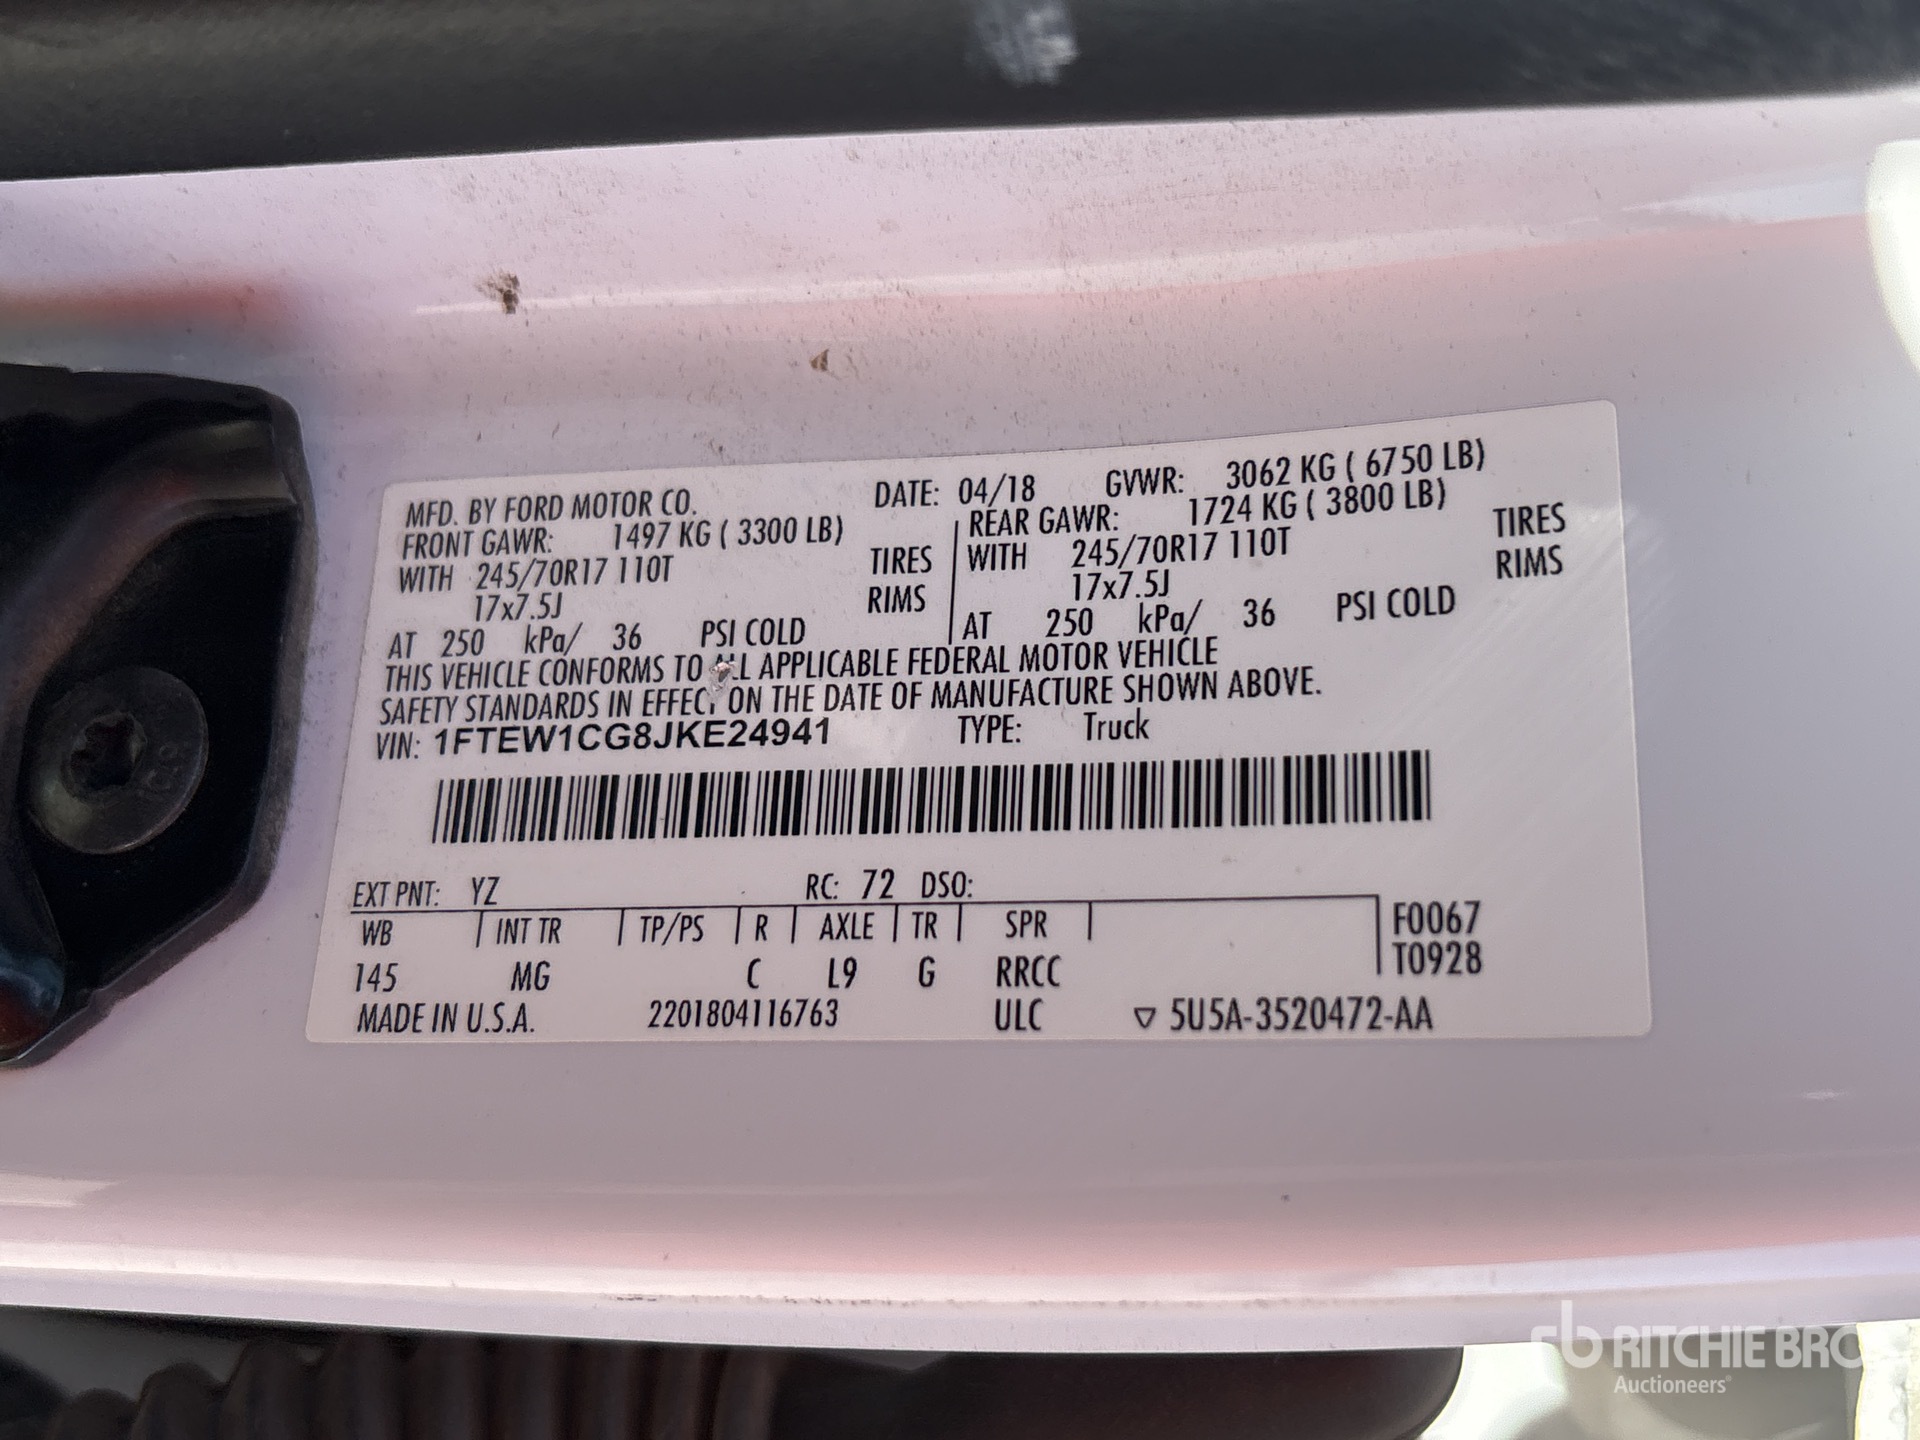 MFD. BY FORD MOTOR CO. DATE: 04/18 GVWR: 3062 KG ( 6750 LB)
FRONT GAWR: 1497 KG ( 3300 LB) REAR GAWR: 1724 KG ( 3800 LB)
WITH 245/70R17 110T TIRES WITH 245/70R17 110T TIRES
17x7.5J RIMS 17x7.5J RIMS
AT 250 kPa/ 36 PSI COLD AT 250 kPa/ 36 PSI COLD
THIS VEHICLE CONFORMS TO ALL APPLICABLE FEDERAL MOTOR VEHICLE
SAFETY STANDARDS IN EFFECT ON THE DATE OF MANUFACTURE SHOWN ABOVE.
VIN: 1FTEW1CG8JKE24941 TYPE: Truck
EXT PNT: YZ RC: 72 DSO:
WB INT TR TP/PS R AXLE TR SPR F0067
T0928
145 MG C L9 G RRCC
MADE IN U.S.A. 2201804116763 ULC ▽ 5U5A-3520472-AA
rb RITCHIE BRO
Auctioneers